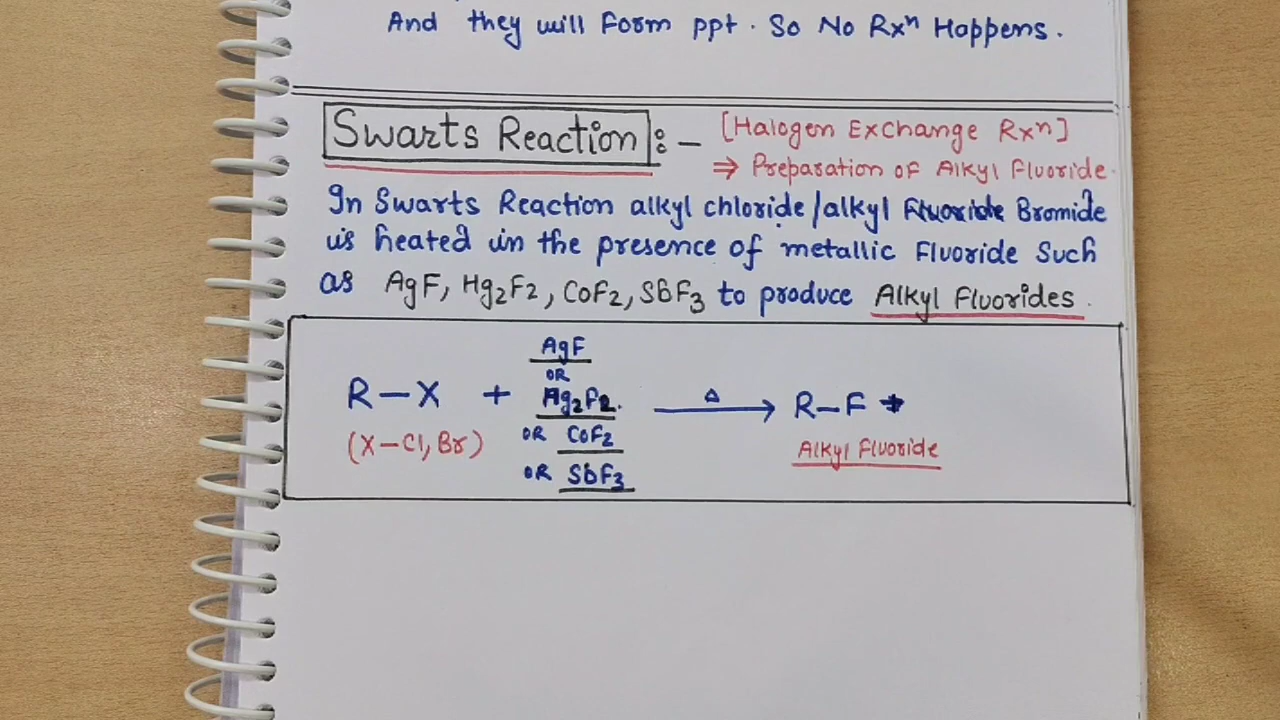 And they will Form ppt. So No Rxⁿ Happens.
Swarts Reaction :- [Halogen Exchange Rxⁿ]
⇒ Preparation of Alkyl Fluoride.
In Swarts Reaction alkyl chloride/alkyl Bromide
is heated in the presence of metallic Fluoride Such
as AgF, Hg₂F₂, CoF₂, SbF₃ to produce Alkyl Fluorides.
AgF
OR
R-X + Ag₂F₂. Δ → R-F
(X-Cl, Br) OR CoF₂ Alkyl Fluoride
OR SbF₃